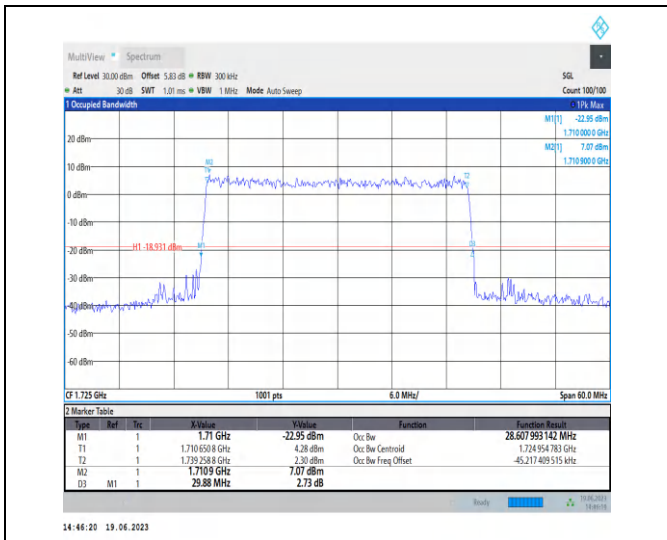 MultiView Spectrum
Ref Level 30.00 dBm Offset 5.83 dB RBW 300 kHz SGL
Att 30 dB SWT 1.01 ms VBW 1 MHz Mode Auto Sweep Count 100/100
1 Occupied Bandwidth 1Pk Max
M1[1] -22.95 dBm
1.710 000 0 GHz
M2[1] 7.07 dBm
1.710 900 0 GHz
20 dBm
10 dBm
M2
T1
T2
0 dBm
-10 dBm
H1 -18.931 dBm
M1
D3
-20 dBm
-30 dBm
-40 dBm
-50 dBm
-60 dBm
CF 1.725 GHz 1001 pts 6.0 MHz/ Span 60.0 MHz
2 Marker Table
Type Ref Trc X-Value Y-Value Function Function Result
M1 1 1.71 GHz -22.95 dBm Occ Bw 28.607 993 142 MHz
T1 1 1.710 650 8 GHz 4.28 dBm Occ Bw Centroid 1.724 954 783 GHz
T2 1 1.739 258 8 GHz 2.30 dBm Occ Bw Freq Offset -45.217 409 515 kHz
M2 1 1.7109 GHz 7.07 dBm
D3 M1 1 29.88 MHz 2.73 dB
Ready 19.06.2023
14:46:19
14:46:20 19.06.2023